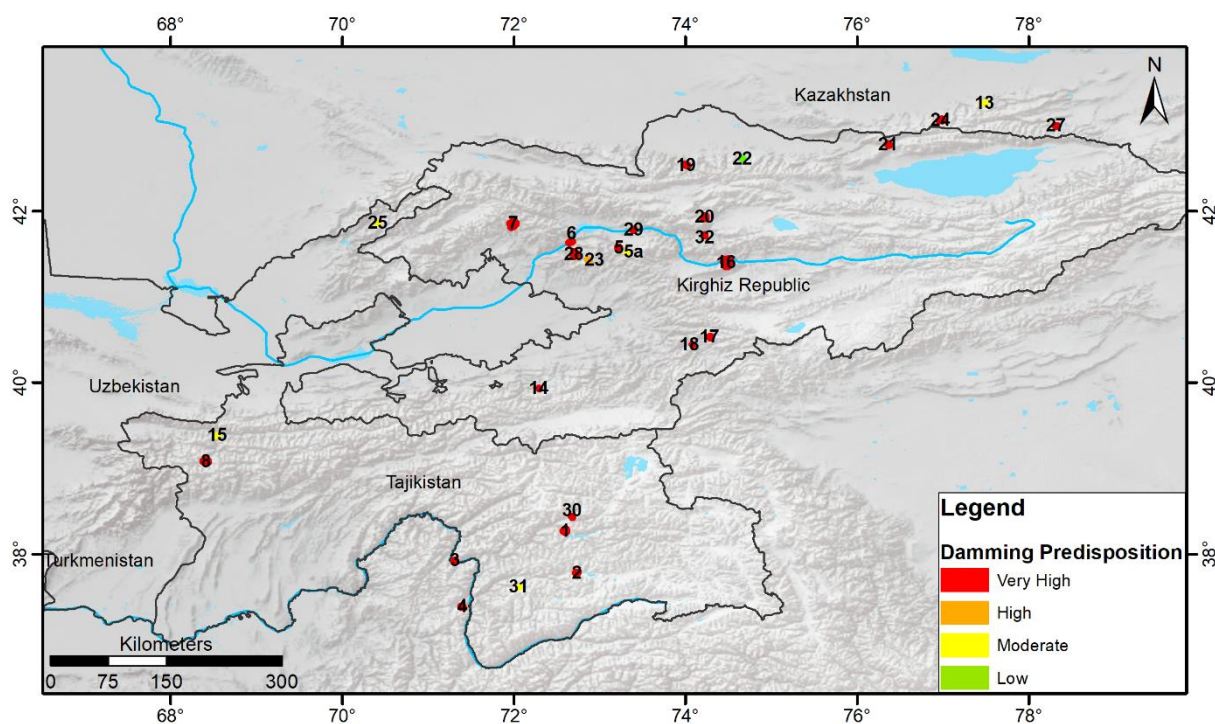 68° 70° 72° 74° 76° 78°
N
Kazakhstan
13
24
27
21
22
19
42° 42°
25
7
20
6
29
32
5
5a
28
23
16
Kirghiz Republic
17
18
40° 40°
14
Uzbekistan
15
8
Tajikistan
30
1
Legend
Damming Predisposition
Very High
High
Moderate
Low
38° 38°
Turkmenistan
3
2
31
4
Kilometers
0 75 150 300
68° 70° 72° 74° 76° 78°